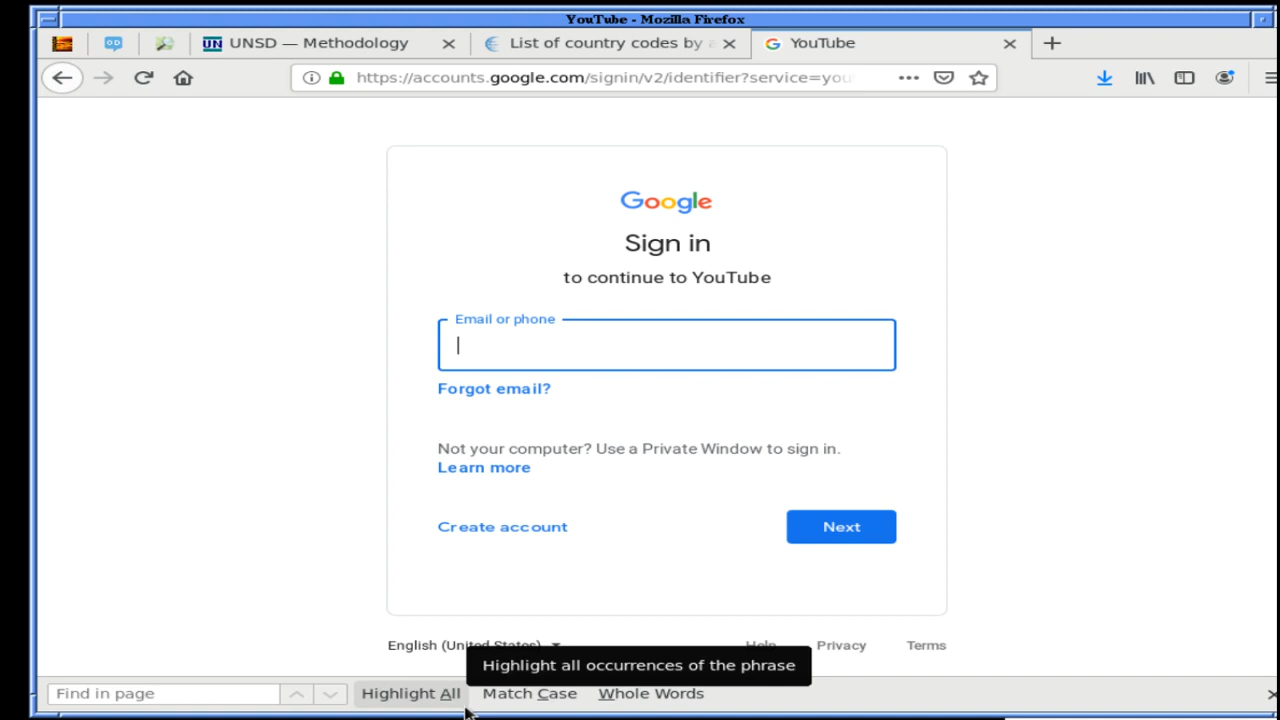 YouTube - Mozilla Firefox
UNSD — Methodology
List of country codes by a
YouTube
https://accounts.google.com/signin/v2/identifier?service=you
Google
Sign in
to continue to YouTube
Email or phone
Forgot email?
Not your computer? Use a Private Window to sign in.
Learn more
Create account
Next
English (United States)
Help
Privacy
Terms
Highlight all occurrences of the phrase
Find in page
Highlight All
Match Case
Whole Words